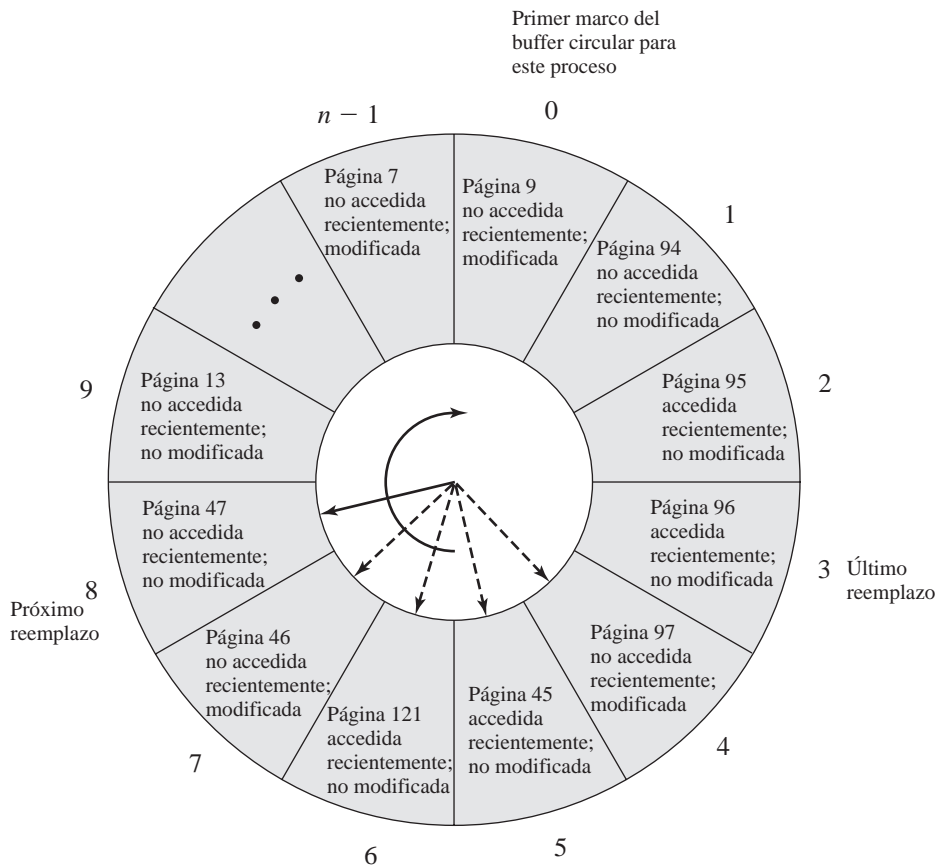 Primer marco del
buffer circular para
este proceso
n − 1
0
Página 7
no accedida
recientemente;
modificada
Página 9
no accedida
recientemente;
modificada
1
Página 94
no accedida
recientemente;
no modificada
2
Página 95
accedida
recientemente;
no modificada
3
Último
reemplazo
Página 96
accedida
recientemente;
no modificada
4
Página 97
no accedida
recientemente;
modificada
5
Página 45
accedida
recientemente;
no modificada
6
Página 121
accedida
recientemente;
no modificada
7
Página 46
no accedida
recientemente;
modificada
8
Próximo
reemplazo
Página 47
no accedida
recientemente;
no modificada
9
Página 13
no accedida
recientemente;
no modificada